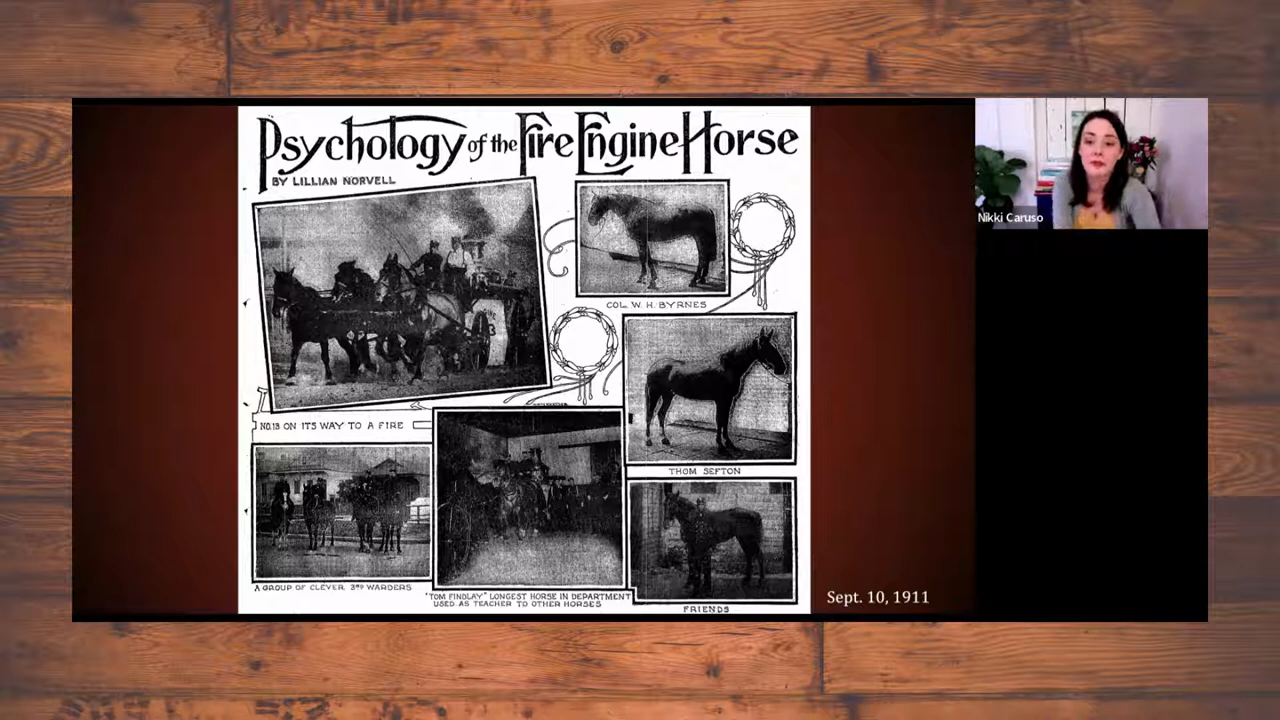 Psychology of the Fire Engine Horse
BY LILLIAN NORVELL
COL. W. H. BYRNES
NO.13 ON ITS WAY TO A FIRE
THOM SEFTON
A GROUP OF CLEVER 3RD WARDERS
"TOM FINDLAY" LONGEST HORSE IN DEPARTMENT
USED AS TEACHER TO OTHER HORSES
FRIENDS
Sept. 10, 1911
Nikki Caruso